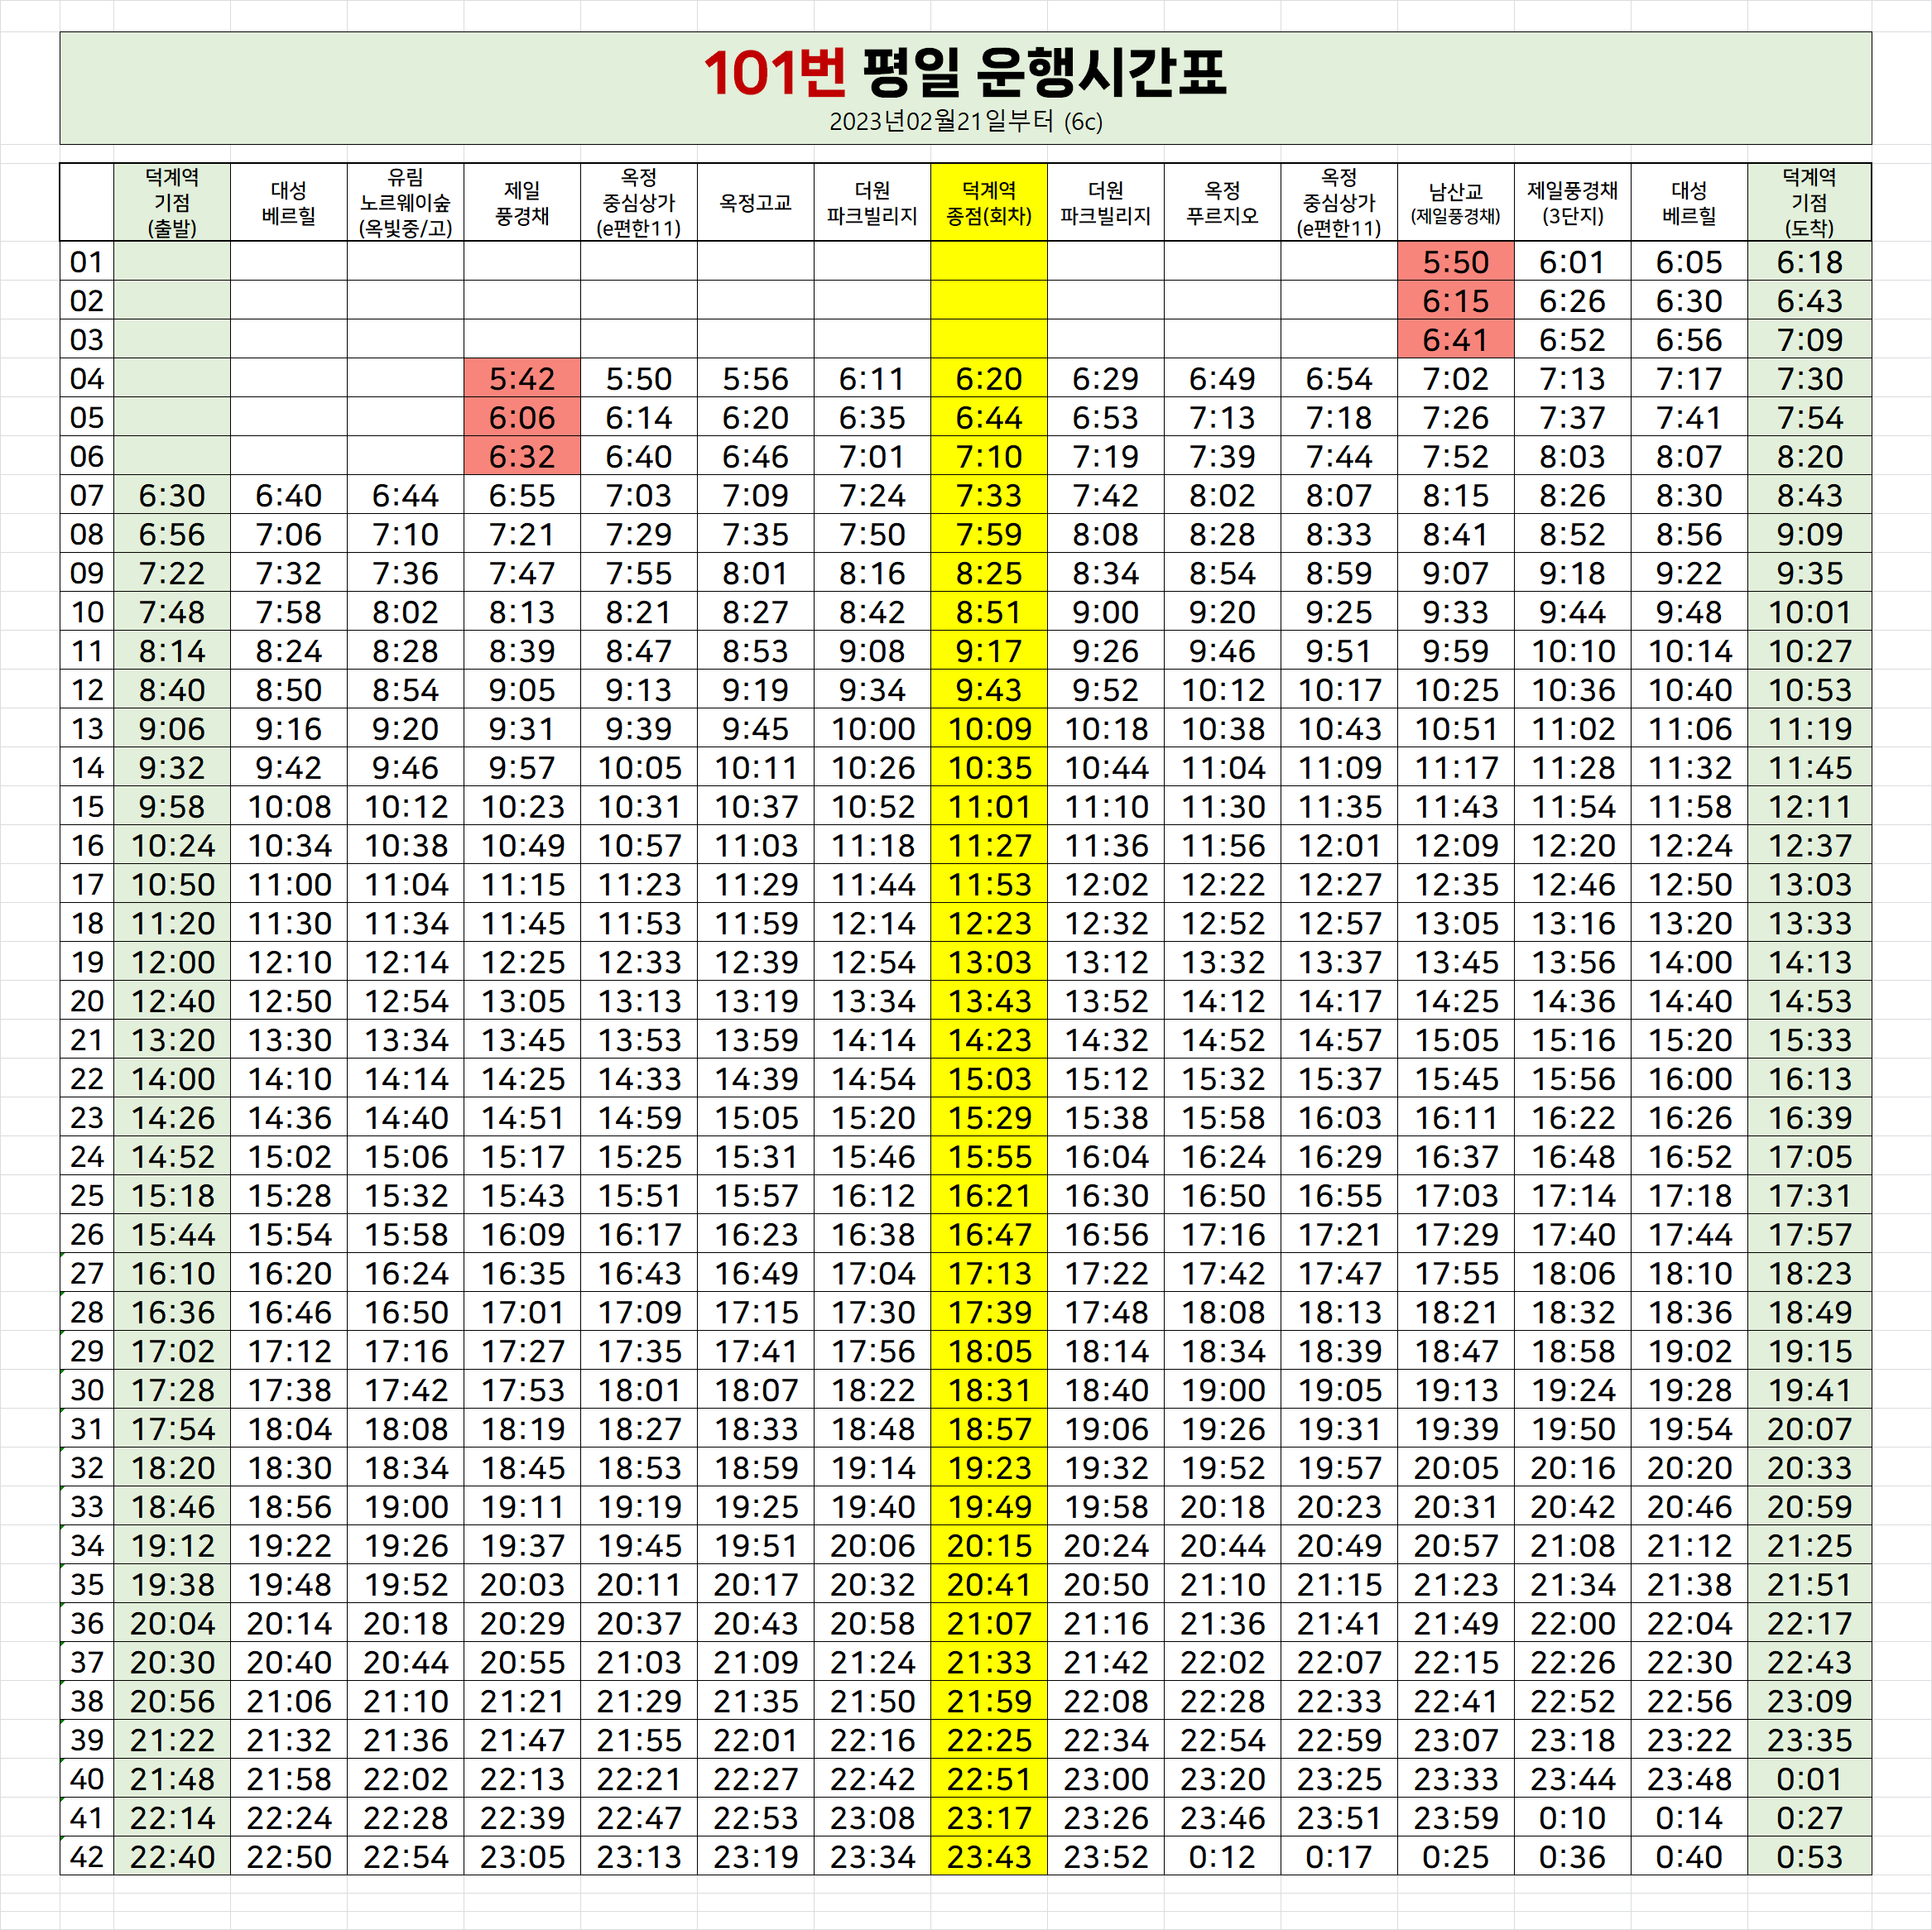 101번 평일 운행시간표
2023년02월21일부터 (6c)
덕계역 기점 (출발) 대성 베르힐 유림 노르웨이숲 (옥빛중/고) 제일 풍경채 옥정 중심상가 (e편한11) 옥정고교 더원 파크빌리지 덕계역 종점(회차) 더원 파크빌리지 옥정 푸르지오 옥정 중심상가 (e편한11) 남산교 (제일풍경채) 제일풍경채 (3단지) 대성 베르힐 덕계역 기점 (도착)
01 5:50 6:01 6:05 6:18
02 6:15 6:26 6:30 6:43
03 6:41 6:52 6:56 7:09
04 5:42 5:50 5:56 6:11 6:20 6:29 6:49 6:54 7:02 7:13 7:17 7:30
05 6:06 6:14 6:20 6:35 6:44 6:53 7:13 7:18 7:26 7:37 7:41 7:54
06 6:32 6:40 6:46 7:01 7:10 7:19 7:39 7:44 7:52 8:03 8:07 8:20
07 6:30 6:40 6:44 6:55 7:03 7:09 7:24 7:33 7:42 8:02 8:07 8:15 8:26 8:30 8:43
08 6:56 7:06 7:10 7:21 7:29 7:35 7:50 7:59 8:08 8:28 8:33 8:41 8:52 8:56 9:09
09 7:22 7:32 7:36 7:47 7:55 8:01 8:16 8:25 8:34 8:54 8:59 9:07 9:18 9:22 9:35
10 7:48 7:58 8:02 8:13 8:21 8:27 8:42 8:51 9:00 9:20 9:25 9:33 9:44 9:48 10:01
11 8:14 8:24 8:28 8:39 8:47 8:53 9:08 9:17 9:26 9:46 9:51 9:59 10:10 10:14 10:27
12 8:40 8:50 8:54 9:05 9:13 9:19 9:34 9:43 9:52 10:12 10:17 10:25 10:36 10:40 10:53
13 9:06 9:16 9:20 9:31 9:39 9:45 10:00 10:09 10:18 10:38 10:43 10:51 11:02 11:06 11:19
14 9:32 9:42 9:46 9:57 10:05 10:11 10:26 10:35 10:44 11:04 11:09 11:17 11:28 11:32 11:45
15 9:58 10:08 10:12 10:23 10:31 10:37 10:52 11:01 11:10 11:30 11:35 11:43 11:54 11:58 12:11
16 10:24 10:34 10:38 10:49 10:57 11:03 11:18 11:27 11:36 11:56 12:01 12:09 12:20 12:24 12:37
17 10:50 11:00 11:04 11:15 11:23 11:29 11:44 11:53 12:02 12:22 12:27 12:35 12:46 12:50 13:03
18 11:20 11:30 11:34 11:45 11:53 11:59 12:14 12:23 12:32 12:52 12:57 13:05 13:16 13:20 13:33
19 12:00 12:10 12:14 12:25 12:33 12:39 12:54 13:03 13:12 13:32 13:37 13:45 13:56 14:00 14:13
20 12:40 12:50 12:54 13:05 13:13 13:19 13:34 13:43 13:52 14:12 14:17 14:25 14:36 14:40 14:53
21 13:20 13:30 13:34 13:45 13:53 13:59 14:14 14:23 14:32 14:52 14:57 15:05 15:16 15:20 15:33
22 14:00 14:10 14:14 14:25 14:33 14:39 14:54 15:03 15:12 15:32 15:37 15:45 15:56 16:00 16:13
23 14:26 14:36 14:40 14:51 14:59 15:05 15:20 15:29 15:38 15:58 16:03 16:11 16:22 16:26 16:39
24 14:52 15:02 15:06 15:17 15:25 15:31 15:46 15:55 16:04 16:24 16:29 16:37 16:48 16:52 17:05
25 15:18 15:28 15:32 15:43 15:51 15:57 16:12 16:21 16:30 16:50 16:55 17:03 17:14 17:18 17:31
26 15:44 15:54 15:58 16:09 16:17 16:23 16:38 16:47 16:56 17:16 17:21 17:29 17:40 17:44 17:57
27 16:10 16:20 16:24 16:35 16:43 16:49 17:04 17:13 17:22 17:42 17:47 17:55 18:06 18:10 18:23
28 16:36 16:46 16:50 17:01 17:09 17:15 17:30 17:39 17:48 18:08 18:13 18:21 18:32 18:36 18:49
29 17:02 17:12 17:16 17:27 17:35 17:41 17:56 18:05 18:14 18:34 18:39 18:47 18:58 19:02 19:15
30 17:28 17:38 17:42 17:53 18:01 18:07 18:22 18:31 18:40 19:00 19:05 19:13 19:24 19:28 19:41
31 17:54 18:04 18:08 18:19 18:27 18:33 18:48 18:57 19:06 19:26 19:31 19:39 19:50 19:54 20:07
32 18:20 18:30 18:34 18:45 18:53 18:59 19:14 19:23 19:32 19:52 19:57 20:05 20:16 20:20 20:33
33 18:46 18:56 19:00 19:11 19:19 19:25 19:40 19:49 19:58 20:18 20:23 20:31 20:42 20:46 20:59
34 19:12 19:22 19:26 19:37 19:45 19:51 20:06 20:15 20:24 20:44 20:49 20:57 21:08 21:12 21:25
35 19:38 19:48 19:52 20:03 20:11 20:17 20:32 20:41 20:50 21:10 21:15 21:23 21:34 21:38 21:51
36 20:04 20:14 20:18 20:29 20:37 20:43 20:58 21:07 21:16 21:36 21:41 21:49 22:00 22:04 22:17
37 20:30 20:40 20:44 20:55 21:03 21:09 21:24 21:33 21:42 22:02 22:07 22:15 22:26 22:30 22:43
38 20:56 21:06 21:10 21:21 21:29 21:35 21:50 21:59 22:08 22:28 22:33 22:41 22:52 22:56 23:09
39 21:22 21:32 21:36 21:47 21:55 22:01 22:16 22:25 22:34 22:54 22:59 23:07 23:18 23:22 23:35
40 21:48 21:58 22:02 22:13 22:21 22:27 22:42 22:51 23:00 23:20 23:25 23:33 23:44 23:48 0:01
41 22:14 22:24 22:28 22:39 22:47 22:53 23:08 23:17 23:26 23:46 23:51 23:59 0:10 0:14 0:27
42 22:40 22:50 22:54 23:05 23:13 23:19 23:34 23:43 23:52 0:12 0:17 0:25 0:36 0:40 0:53